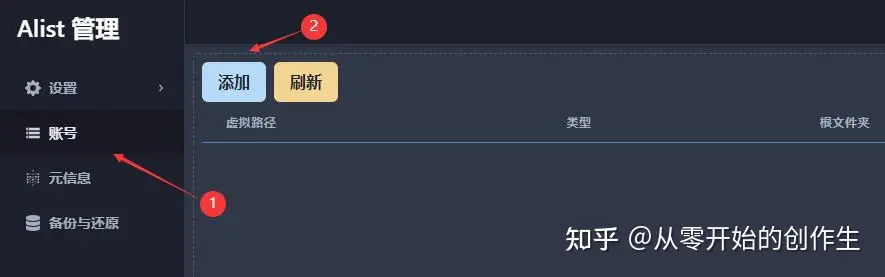 Alist 管理
2
设置
添加
刷新
账号
虚拟路径
类型
根文件夹
元信息
1
备份与还原
知乎 @从零开始的创作生